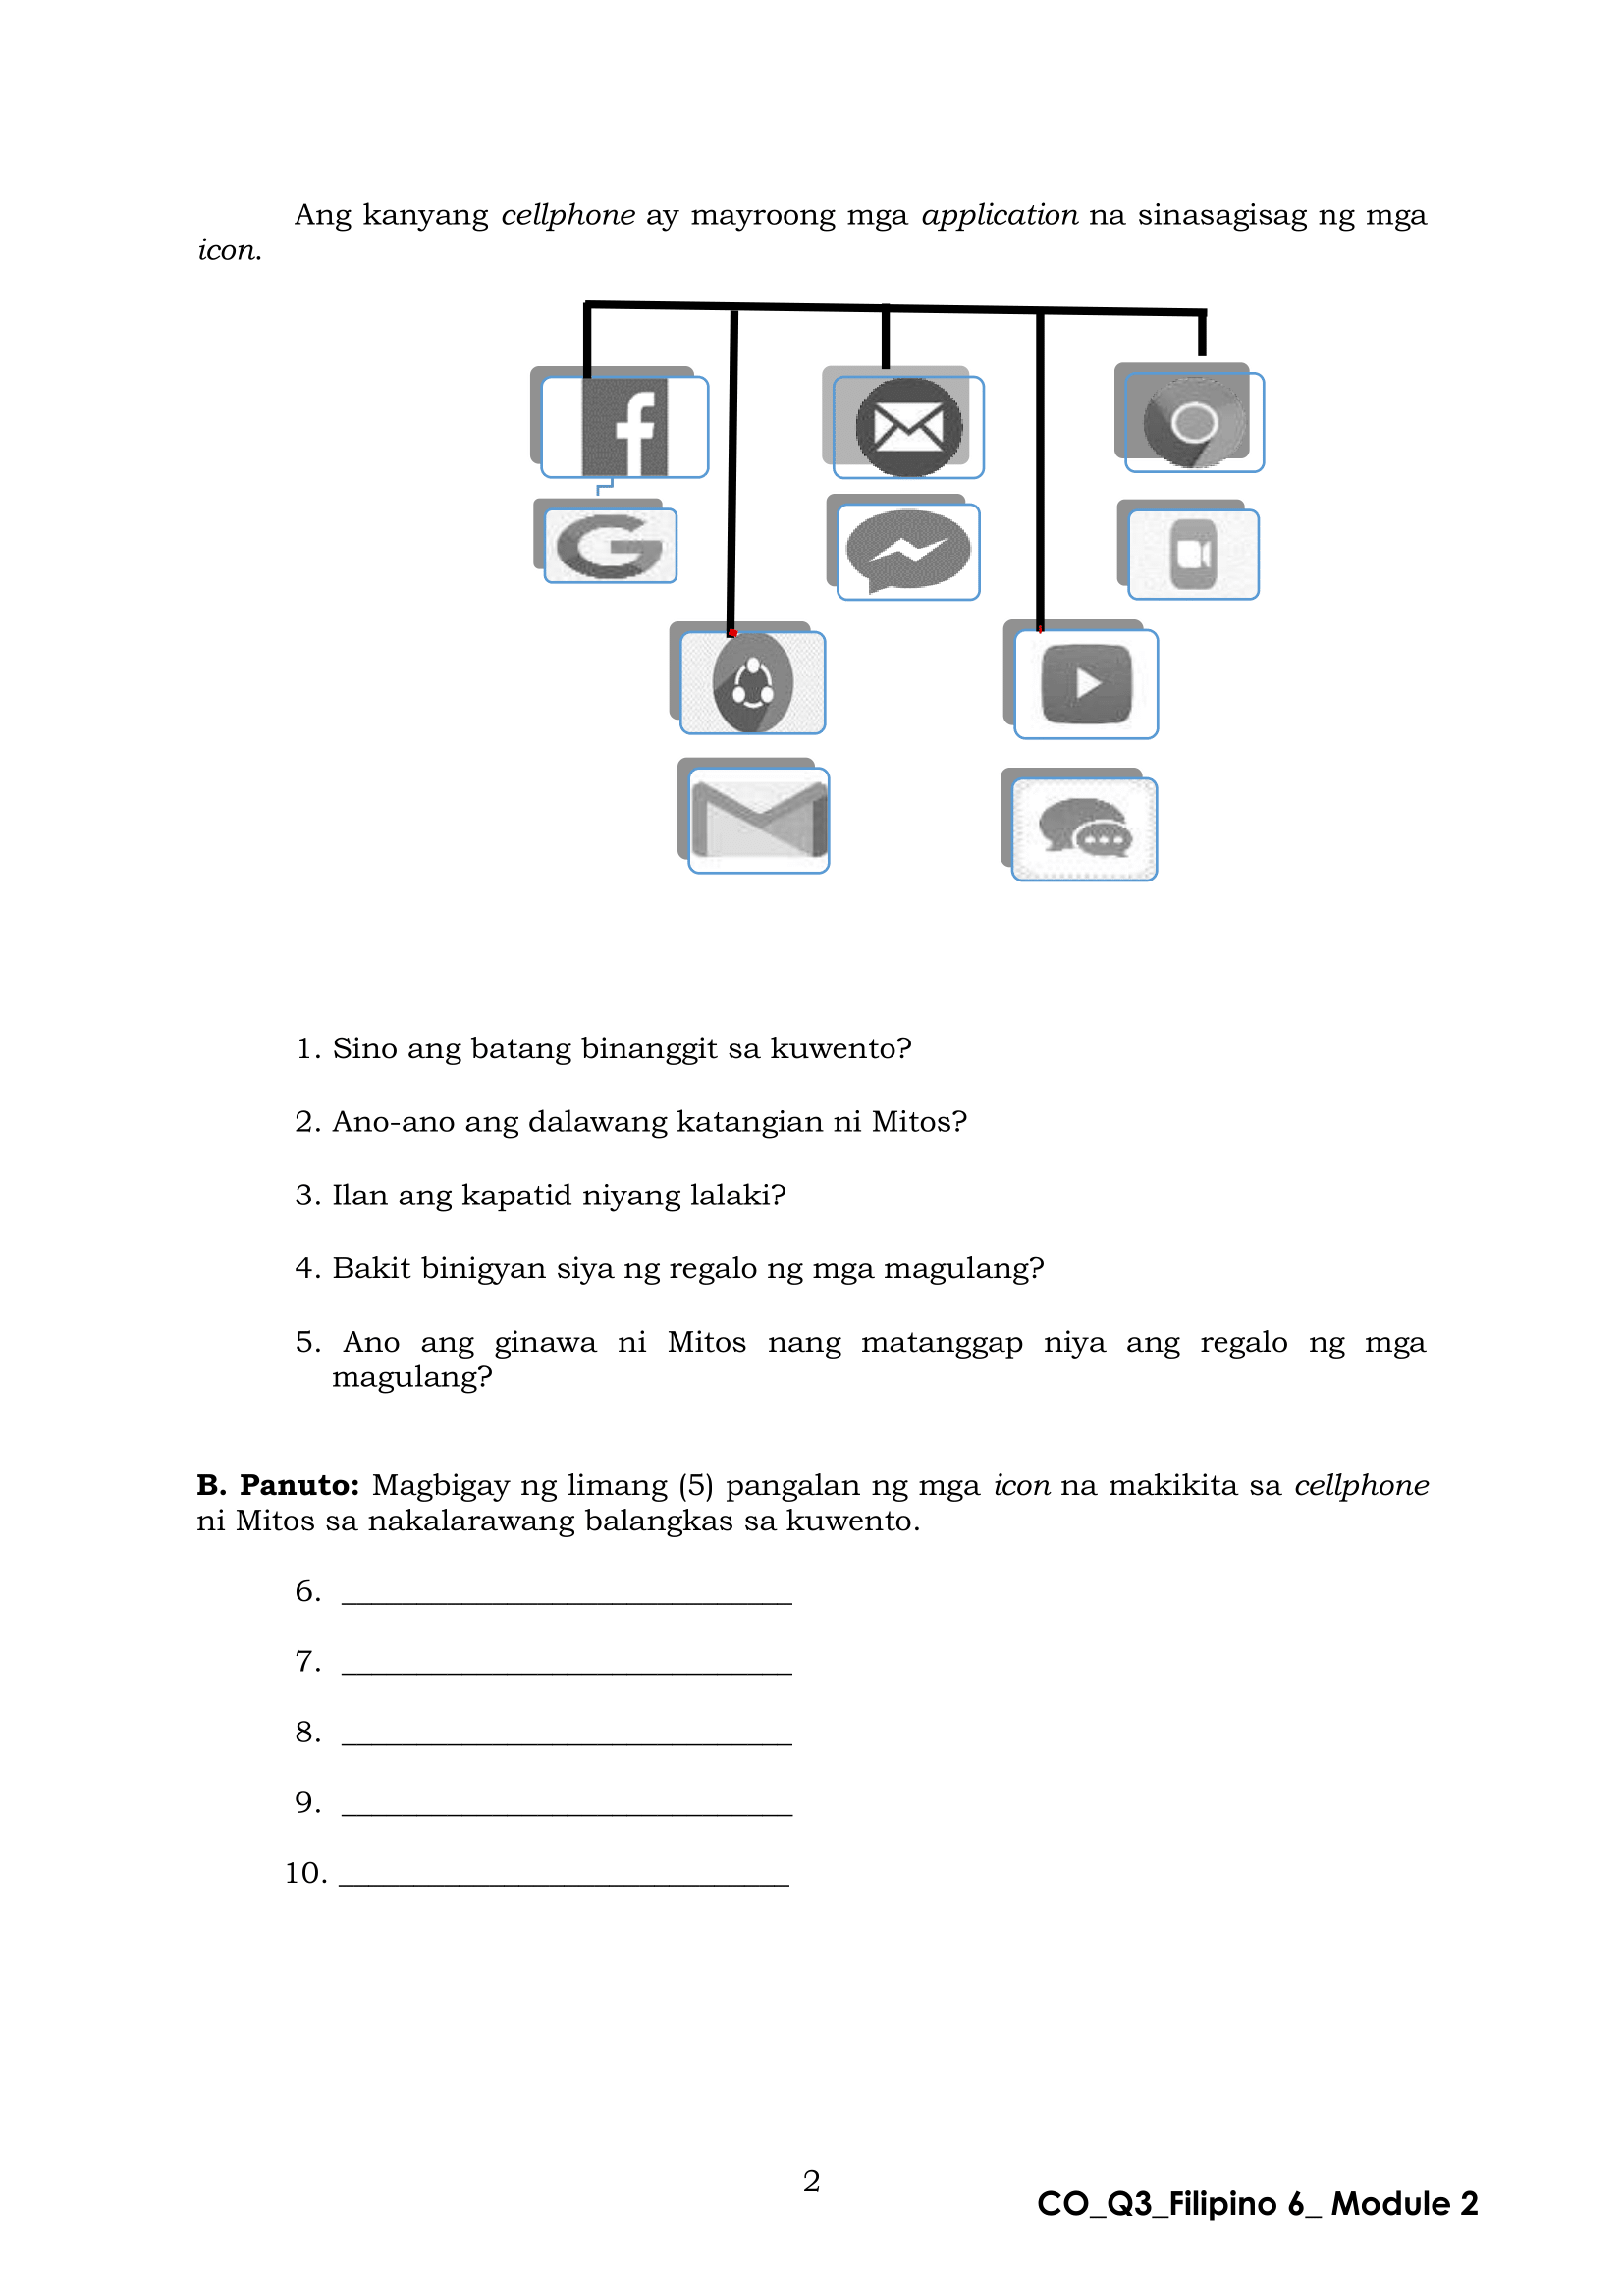 Ang kanyang cellphone ay mayroong mga application na sinasagisag ng mga
icon.
f
G
1. Sino ang batang binanggit sa kuwento?
2. Ano-ano ang dalawang katangian ni Mitos?
3. Ilan ang kapatid niyang lalaki?
4. Bakit binigyan siya ng regalo ng mga magulang?
5. Ano ang ginawa ni Mitos nang matanggap niya ang regalo ng mga
magulang?
B. Panuto: Magbigay ng limang (5) pangalan ng mga icon na makikita sa cellphone
ni Mitos sa nakalarawang balangkas sa kuwento.
6. ______________________________
7. ______________________________
8. ______________________________
9. ______________________________
10. ______________________________
2
CO_Q3_Filipino 6_ Module 2